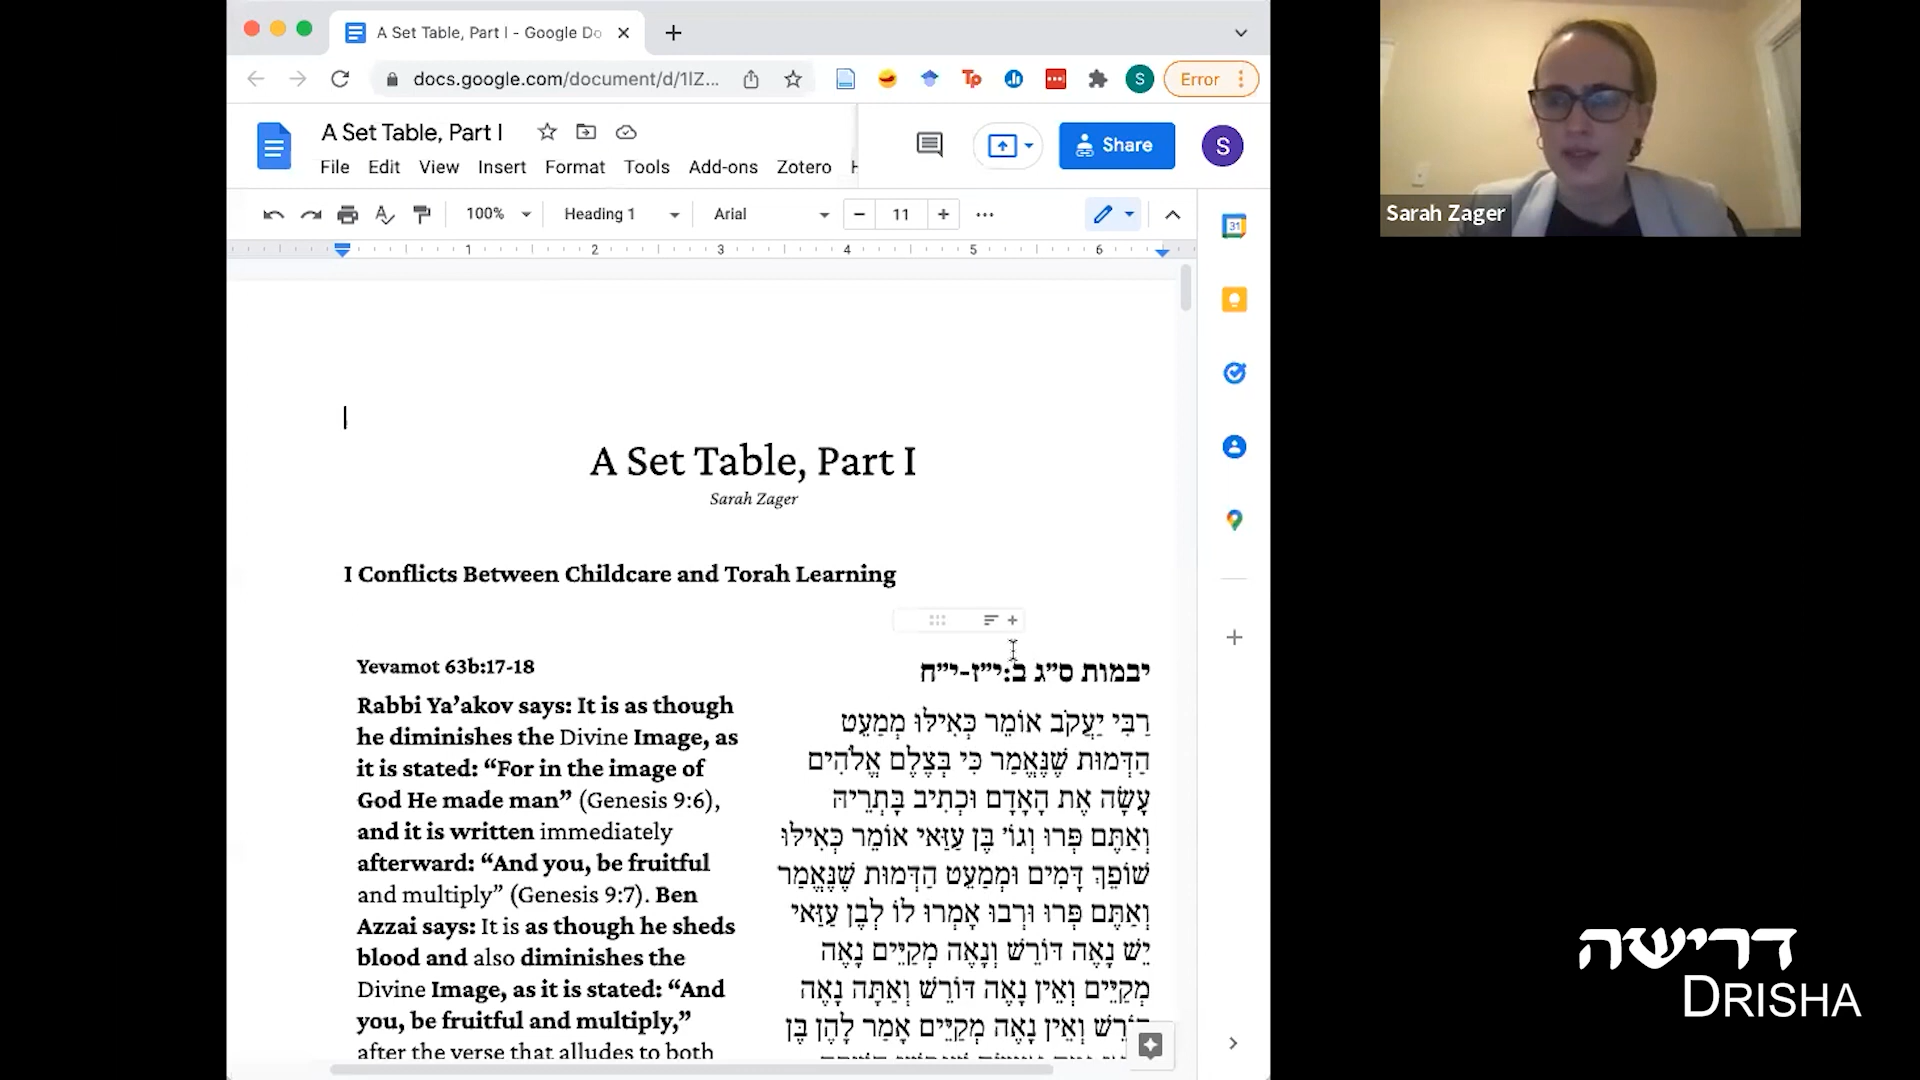 A Set Table, Part I - Google Do
docs.google.com/document/d/1IZ...
Error
A Set Table, Part I
File Edit View Insert Format Tools Add-ons Zotero
Share
S
100% Heading 1 Arial 11
1 2 3 4 5 6
A Set Table, Part I
Sarah Zager
I Conflicts Between Childcare and Torah Learning
Yevamot 63b:17-18
Rabbi Ya’akov says: It is as though
he diminishes the Divine Image, as
it is stated: “For in the image of
God He made man” (Genesis 9:6),
and it is written immediately
afterward: “And you, be fruitful
and multiply” (Genesis 9:7). Ben
Azzai says: It is as though he sheds
blood and also diminishes the
Divine Image, as it is stated: “And
you, be fruitful and multiply,”
after the verse that alludes to both
יבמות ס״ג ב:י״ז-י״ח
רַבִּי יַעֲקֹב אוֹמֵר כְּאִילּוּ מְמַעֵט
הַדְּמוּת שֶׁנֶּאֱמַר כִּי בְּצֶלֶם אֱלֹהִים
עָשָׂה אֶת הָאָדָם וּכְתִיב בָּתְרֵיהּ
וְאַתֶּם פְּרוּ וְגוֹ׳ בֶּן עַזַּאי אוֹמֵר כְּאִילּוּ
שׁוֹפֵךְ דָּמִים וּמְמַעֵט הַדְּמוּת שֶׁנֶּאֱמַר
וְאַתֶּם פְּרוּ וּרְבוּ אָמְרוּ לוֹ לְבֶן עַזַּאי
יֵשׁ נָאֶה דּוֹרֵשׁ וְנָאֶה מְקַיֵּים נָאֶה
מְקַיֵּים וְאֵין נָאֶה דּוֹרֵשׁ וְאַתָּה נָאֶה
דּוֹרֵשׁ וְאֵין נָאֶה מְקַיֵּים אָמַר לָהֶן בֶּן
Sarah Zager
דרישה
DRISHA